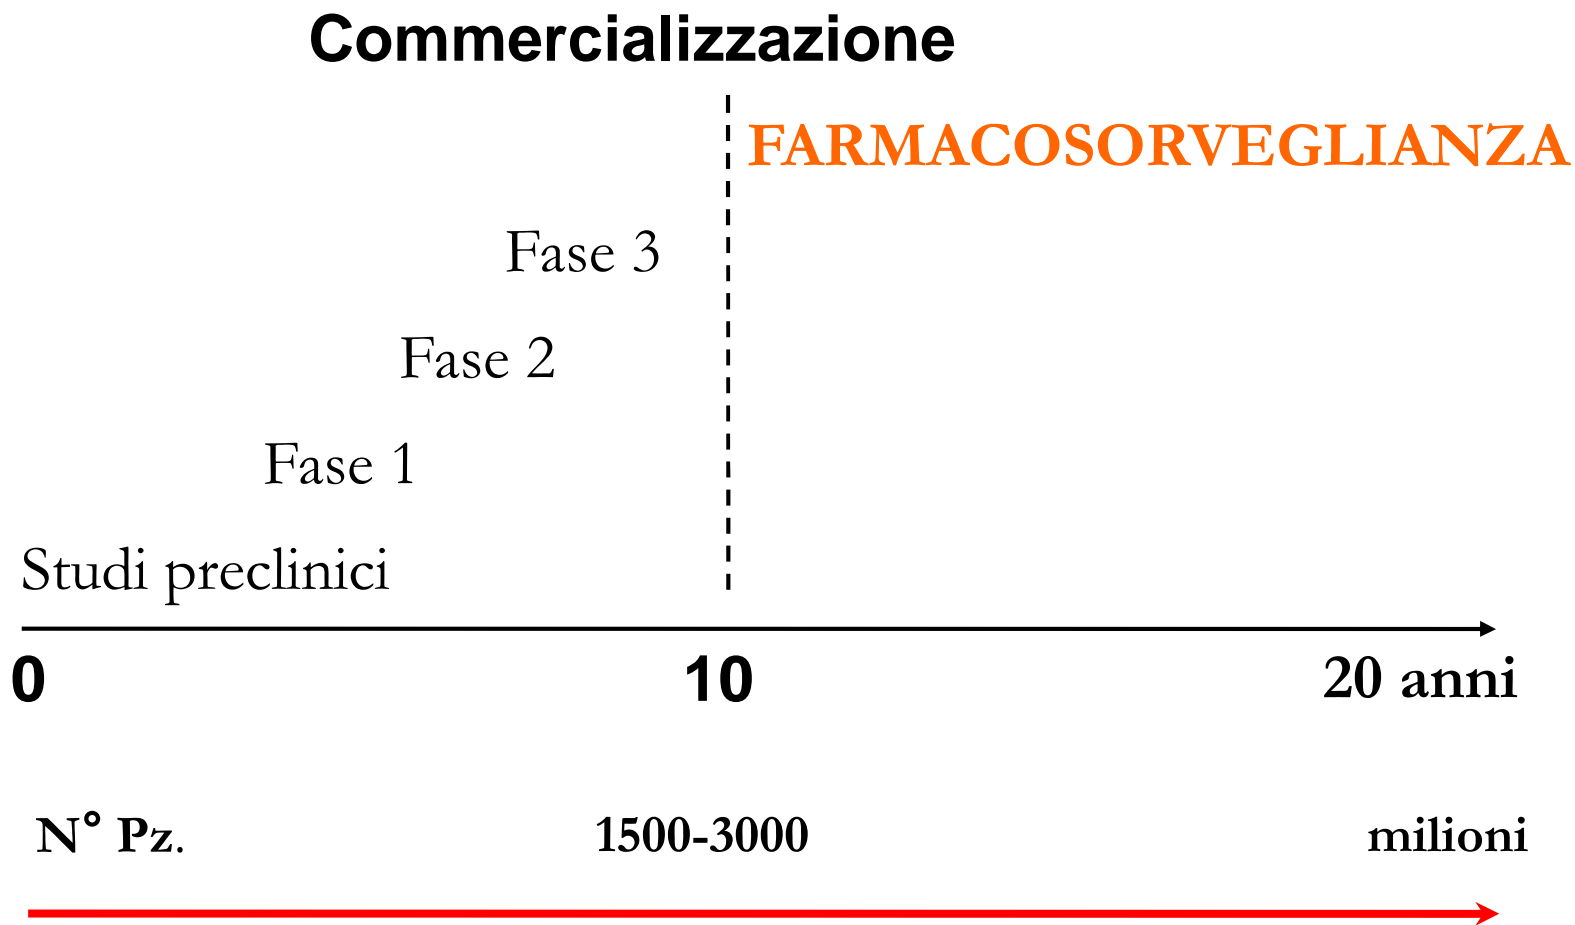 Commercializzazione
FARMACOSORVEGLIANZA
Fase 3
Fase 2
Fase 1
Studi preclinici
0 10 20 anni
N° Pz. 1500-3000 milioni